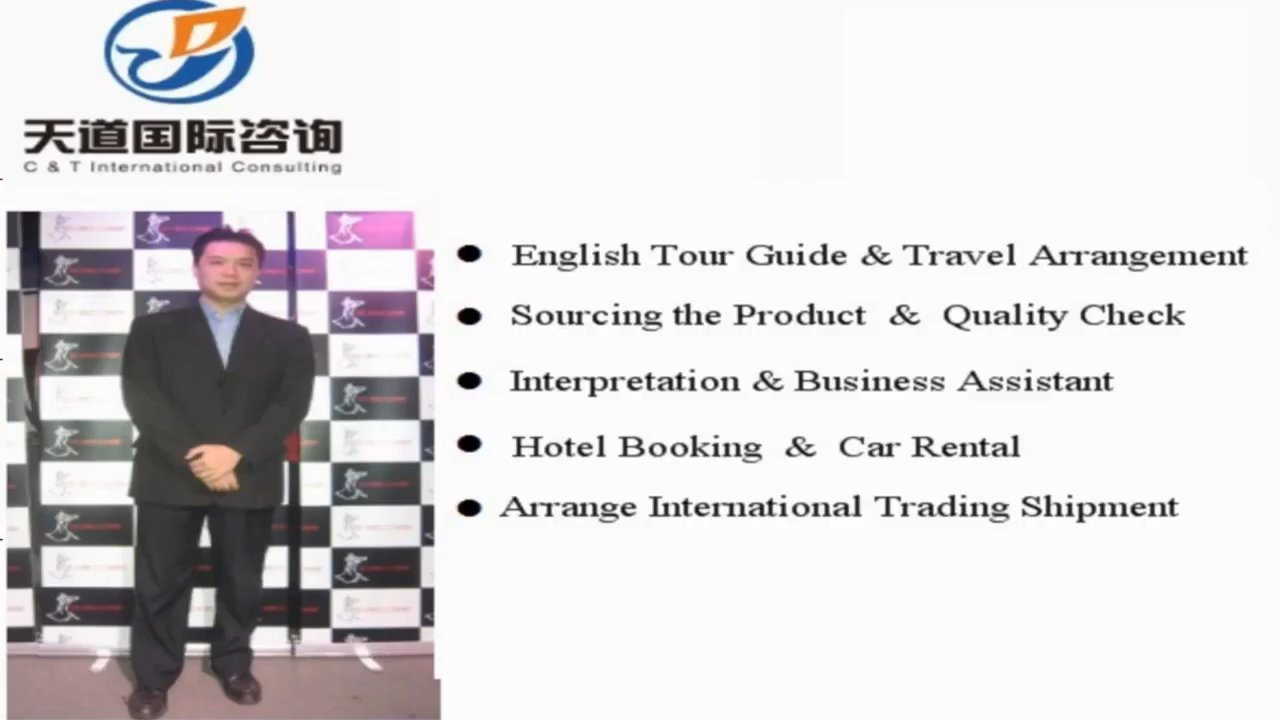 天道国际咨询
C & T International Consulting
● English Tour Guide & Travel Arrangement
● Sourcing the Product & Quality Check
● Interpretation & Business Assistant
● Hotel Booking & Car Rental
● Arrange International Trading Shipment